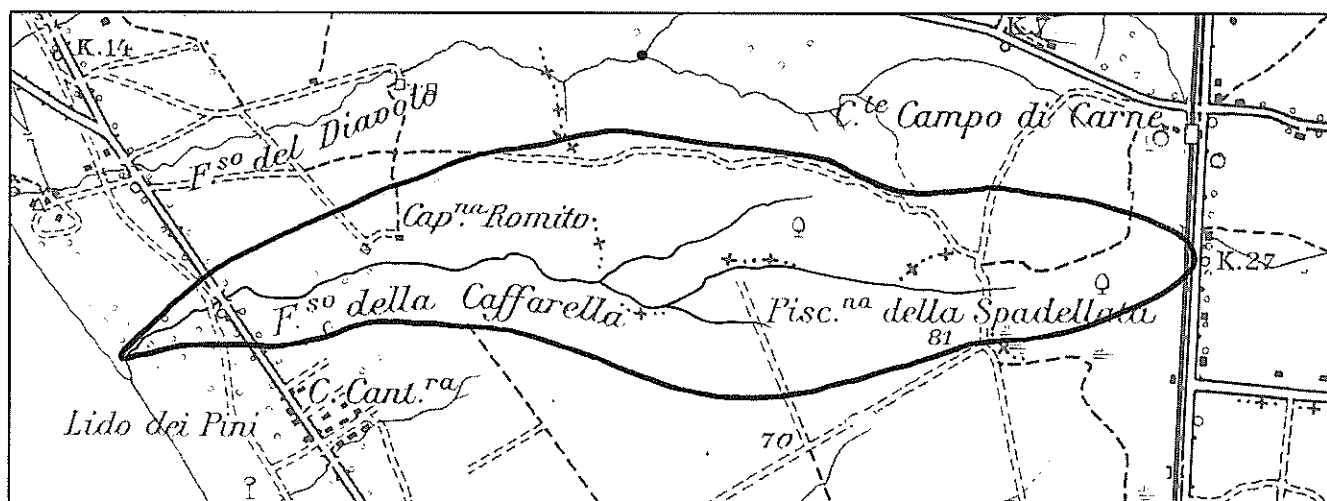 K.14
K.V
F.so del Diavolo
C.te Campo di Carne
Cap.na Romito
K.27
F.so della Caffarella
Pisc.na della Spadellata
81
C. Cant.ra
Lido dei Pini
70